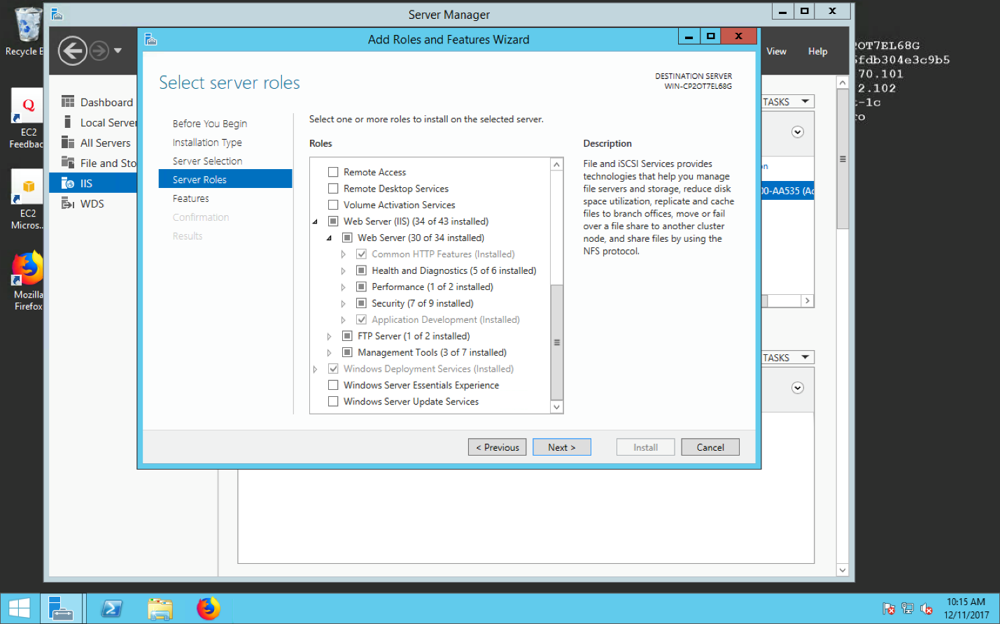 Recycle B
Server Manager
Add Roles and Features Wizard
View
Help
Select server roles
DESTINATION SERVER
WIN-CP2OT7EL68G
Before You Begin
Installation Type
Server Selection
Server Roles
Features
Confirmation
Results
Select one or more roles to install on the selected server.
Roles
Remote Access
Remote Desktop Services
Volume Activation Services
Web Server (IIS) (34 of 43 installed)
Web Server (30 of 34 installed)
Common HTTP Features (Installed)
Health and Diagnostics (5 of 6 installed)
Performance (1 of 2 installed)
Security (7 of 9 installed)
Application Development (Installed)
FTP Server (1 of 2 installed)
Management Tools (3 of 7 installed)
Windows Deployment Services (Installed)
Windows Server Essentials Experience
Windows Server Update Services
Description
File and iSCSI Services provides
technologies that help you manage
file servers and storage, reduce disk
space utilization, replicate and cache
files to branch offices, move or fail
over a file share to another cluster
node, and share files by using the
NFS protocol.
< Previous
Next >
Install
Cancel
Dashboard
Local Server
All Servers
File and Sto
IIS
WDS
EC2
Feedbac
EC2
Micros...
Mozilla
Firefox
TASKS
on
00-AA535 (Ac
TASKS
OT7EL68G
fdb304e3c9b5
70.101
2.102
t-1c
ro
10:15 AM
12/11/2017